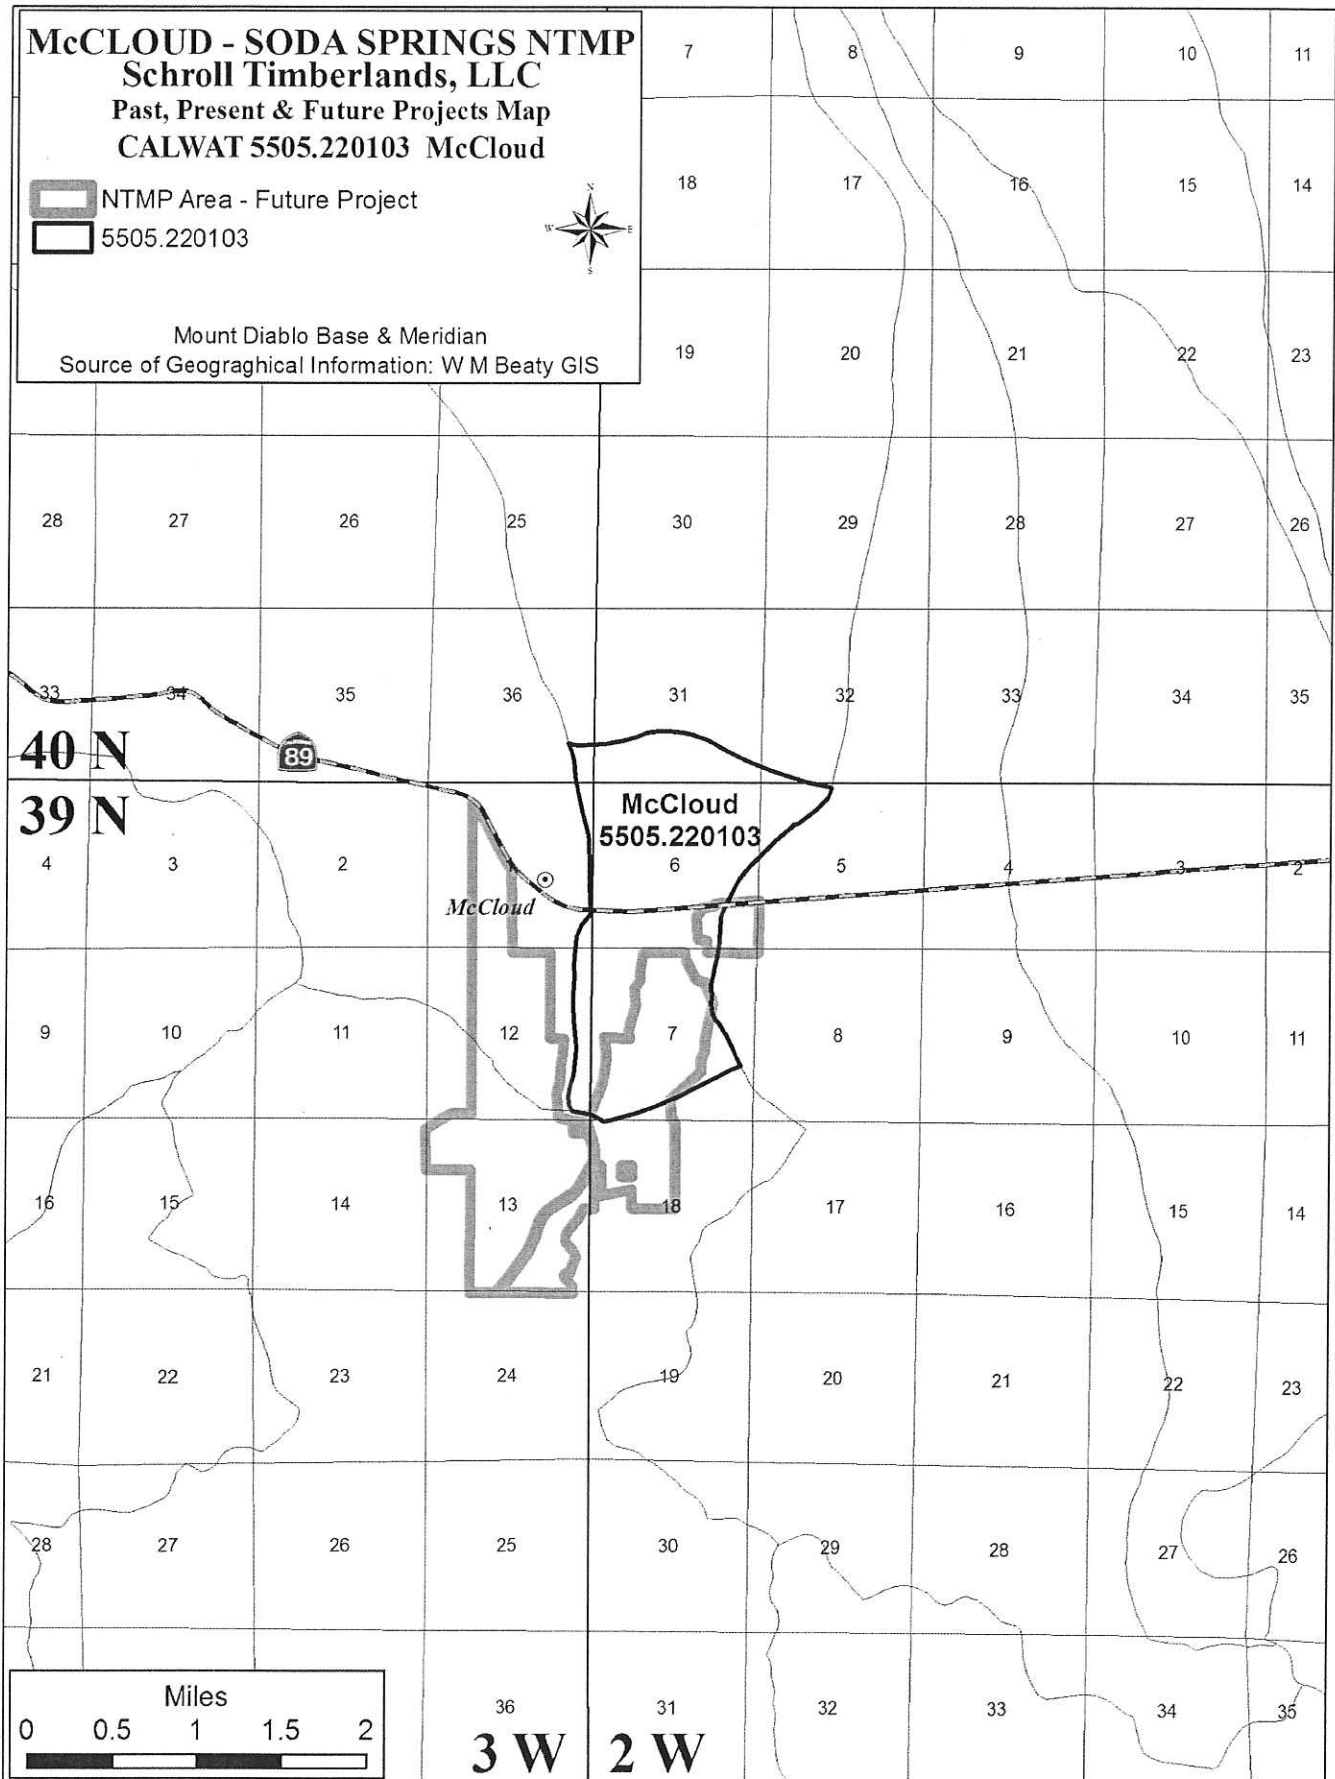 McCLOUD - SODA SPRINGS NTMP
Schroll Timberlands, LLC
Past, Present & Future Projects Map
CALWAT 5505.220103 McCloud
NTMP Area - Future Project
5505.220103
N
W E
S
Mount Diablo Base & Meridian
Source of Geograghical Information: W M Beaty GIS
7 8 9 10 11
18 17 16 15 14
19 20 21 22 23
28 27 26 25 30 29 28 27 26
33 34 35 36 31 32 33 34 35
40 N
89
39 N
McCloud
5505.220103
4 3 2 6 5 4 3 2
McCloud
9 10 11 12 7 8 9 10 11
16 15 14 13 18 17 16 15 14
21 22 23 24 19 20 21 22 23
28 27 26 25 30 29 28 27 26
36 31 32 33 34 35
Miles
0 0.5 1 1.5 2
3 W 2 W